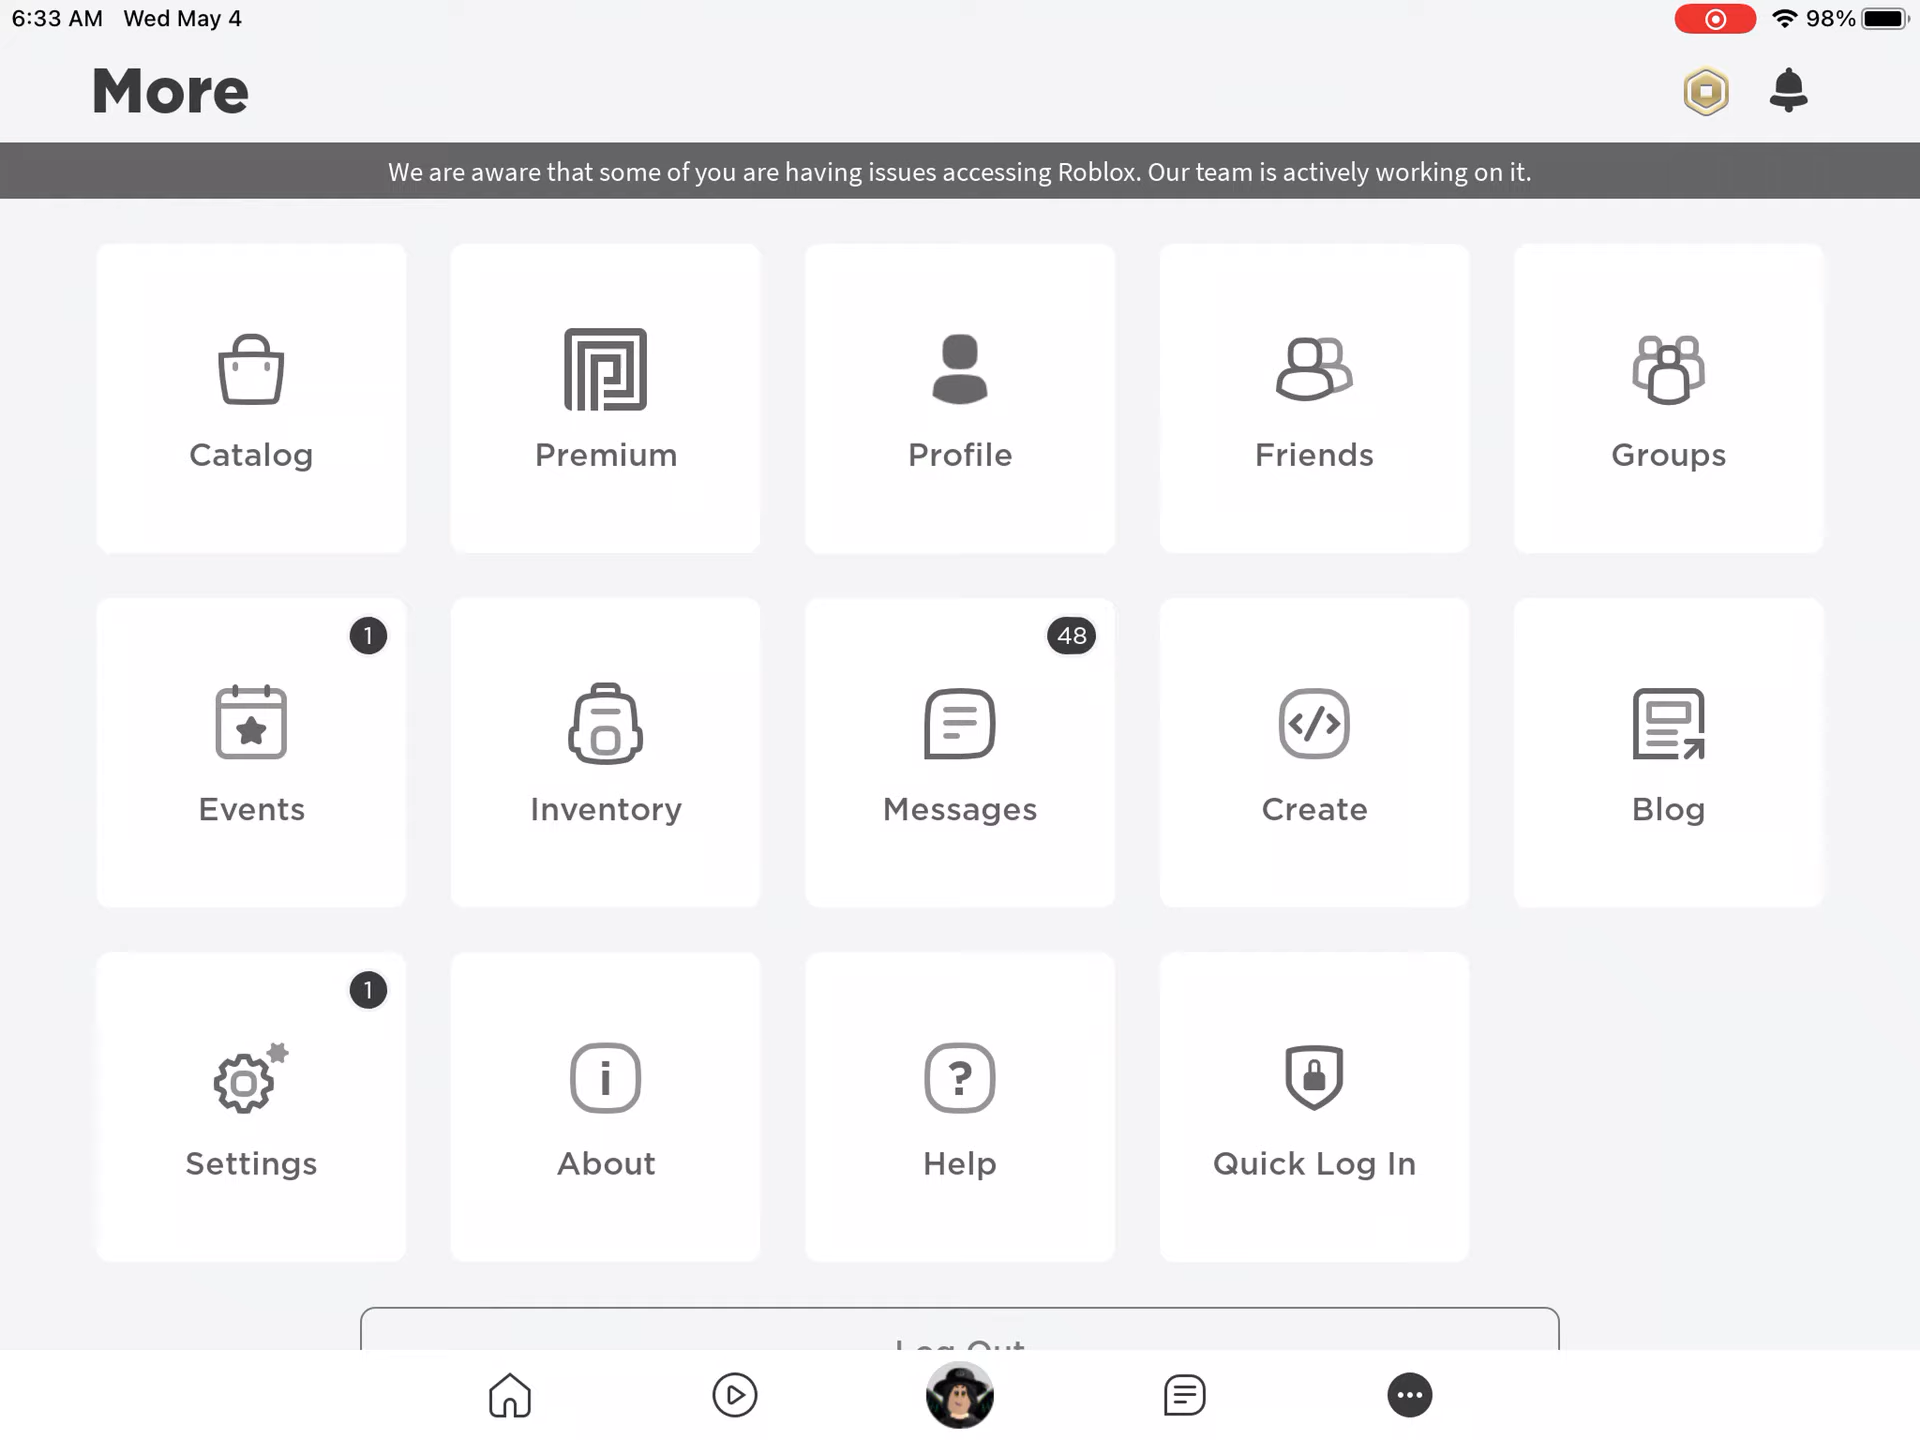 6:33 AM Wed May 4
98%
More
We are aware that some of you are having issues accessing Roblox. Our team is actively working on it.
Catalog
Premium
Profile
Friends
Groups
1
48
Events
Inventory
Messages
Create
Blog
1
Settings
About
Help
Quick Log In
Log Out